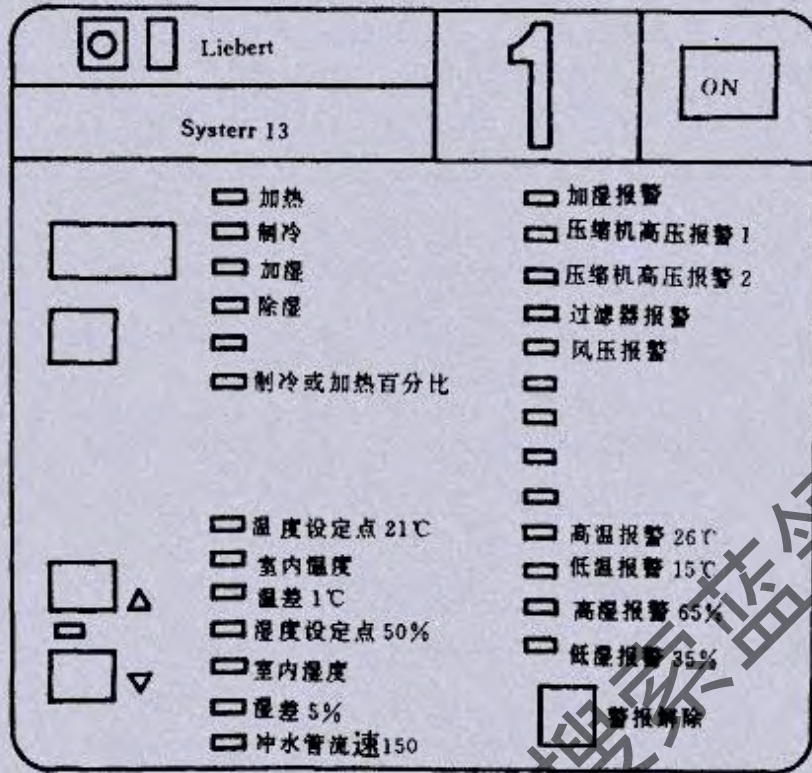 Liebert
1
ON
Systerr 13
加热
制冷
加湿
除湿
制冷或加热百分比
温度设定点 21℃
室内温度
温差 1℃
湿度设定点 50%
室内湿度
湿差 5%
冲水管流速150
加湿报警
压缩机高压报警 1
压缩机高压报警 2
过滤器报警
风压报警
高温报警 26℃
低温报警 15℃
高湿报警 65%
低湿报警 35%
警报解除
搜索蓝领